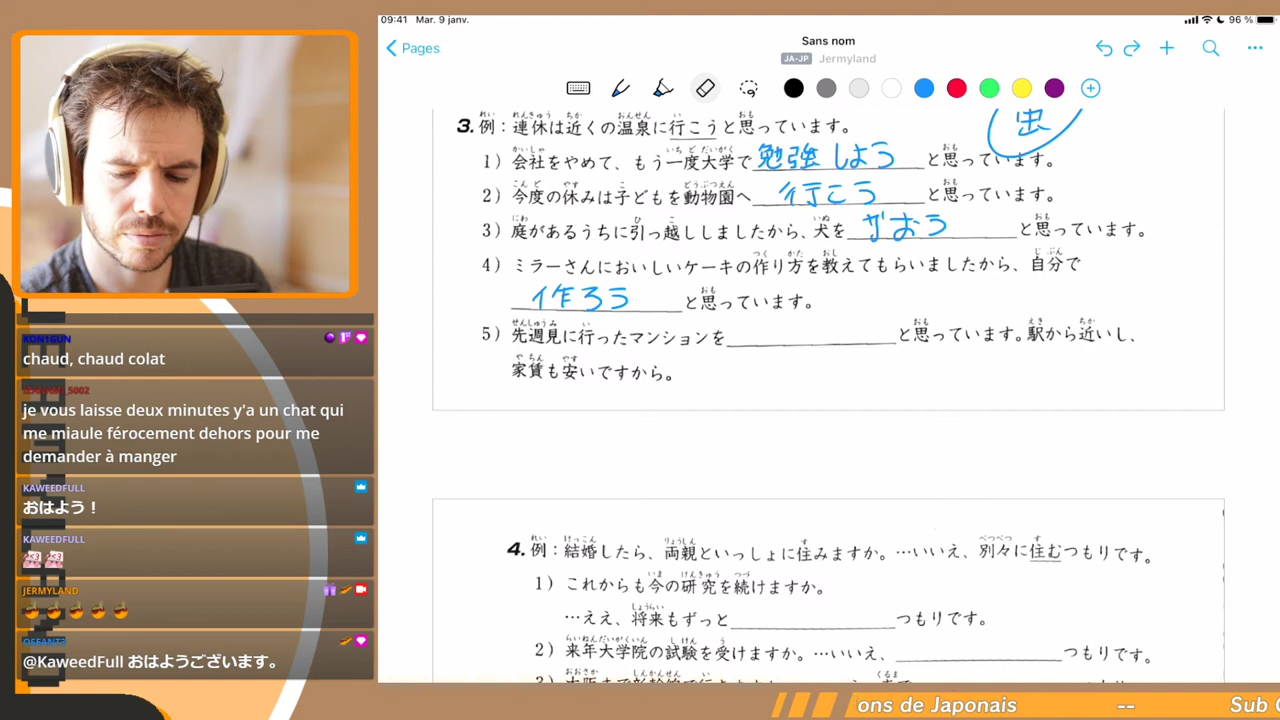 09:41 Mar. 9 janv.
96 %
Pages
Sans nom
JA-JP Jermyland
3. 例：連休は近くの温泉に行こうと思っています。
1) 会社をやめて、もう一度大学で勉強しようと思っています。
2) 今度の休みは子どもを動物園へ行こうと思っています。
3) 庭があるうちに引っ越ししましたから、犬をと思っています。
4) ミラーさんにおいしいケーキの作り方を教えてもらいましたから、自分で
作ろうと思っています。
5) 先週見に行ったマンションを＿＿＿と思っています。駅から近いし、
家賃も安いですから。
4. 例：結婚したら、両親といっしょに住みますか。…いいえ、別々に住むつもりです。
1) これからも今の研究を続けますか。
…ええ、将来もずっと＿＿＿つもりです。
2) 来年大学院の試験を受けますか。…いいえ、＿＿＿つもりです。
KON1GUN
chaud, chaud colat
je vous laisse deux minutes y'a un chat qui
me miaule férocement dehors pour me
demander à manger
KAWEEDFULL
おはよう！
KAWEEDFULL
JERMYLAND
@KaweedFull おはようございます。
ons de Japonais -- Sub